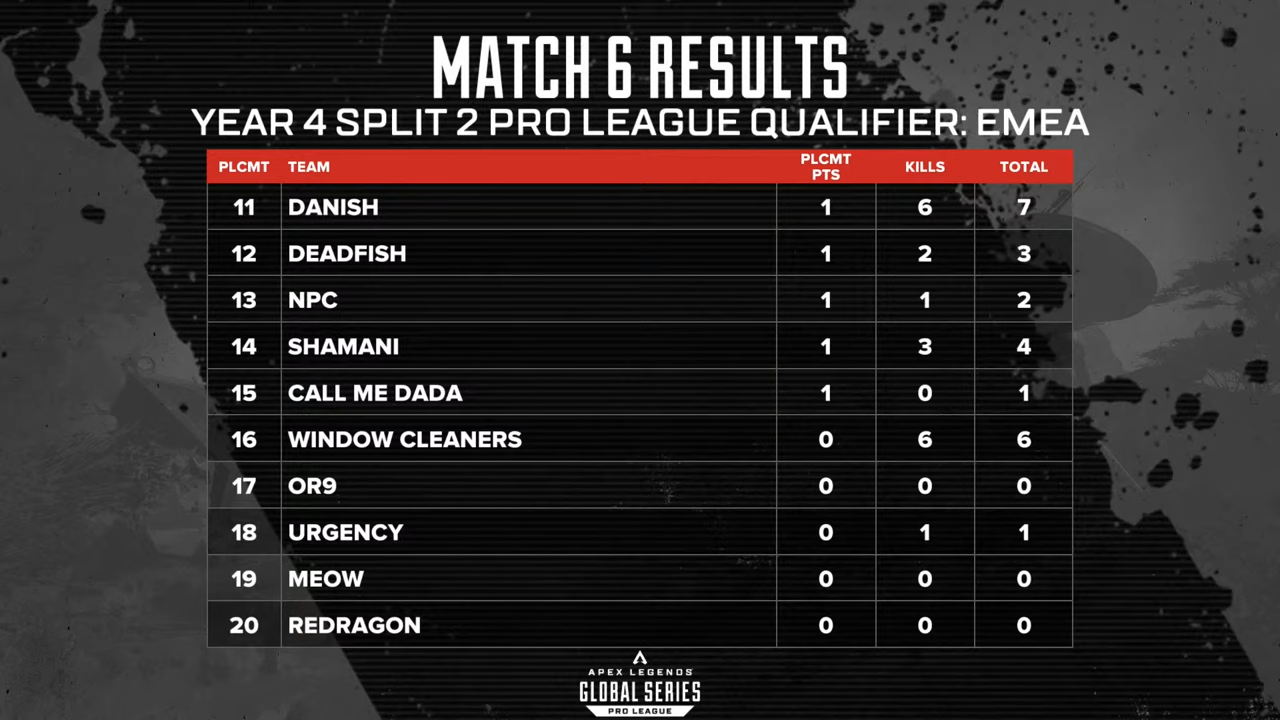 MATCH 6 RESULTS
YEAR 4 SPLIT 2 PRO LEAGUE QUALIFIER: EMEA
PLCMT TEAM PLCMT PTS KILLS TOTAL
11 DANISH 1 6 7
12 DEADFISH 1 2 3
13 NPC 1 1 2
14 SHAMANI 1 3 4
15 CALL ME DADA 1 0 1
16 WINDOW CLEANERS 0 6 6
17 OR9 0 0 0
18 URGENCY 0 1 1
19 MEOW 0 0 0
20 REDRAGON 0 0 0
APEX LEGENDS
GLOBAL SERIES
PRO LEAGUE